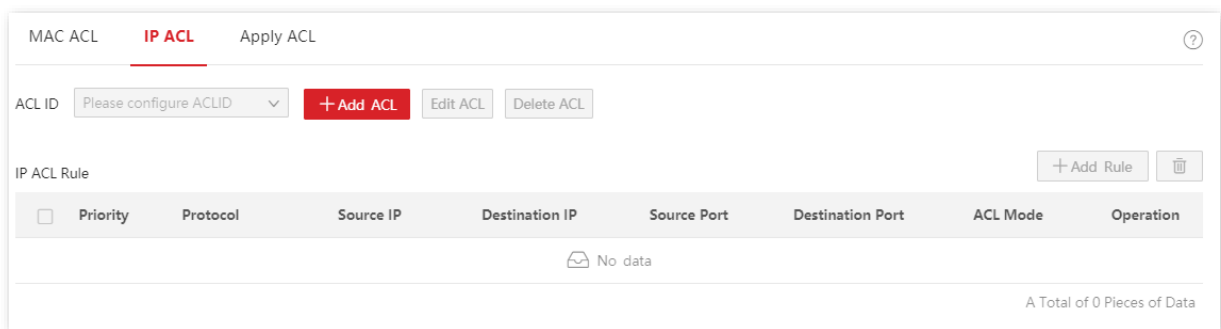 MAC ACL IP ACL Apply ACL ?
ACL ID Please configure ACLID +Add ACL Edit ACL Delete ACL
+Add Rule
IP ACL Rule
Priority Protocol Source IP Destination IP Source Port Destination Port ACL Mode Operation
No data
A Total of 0 Pieces of Data